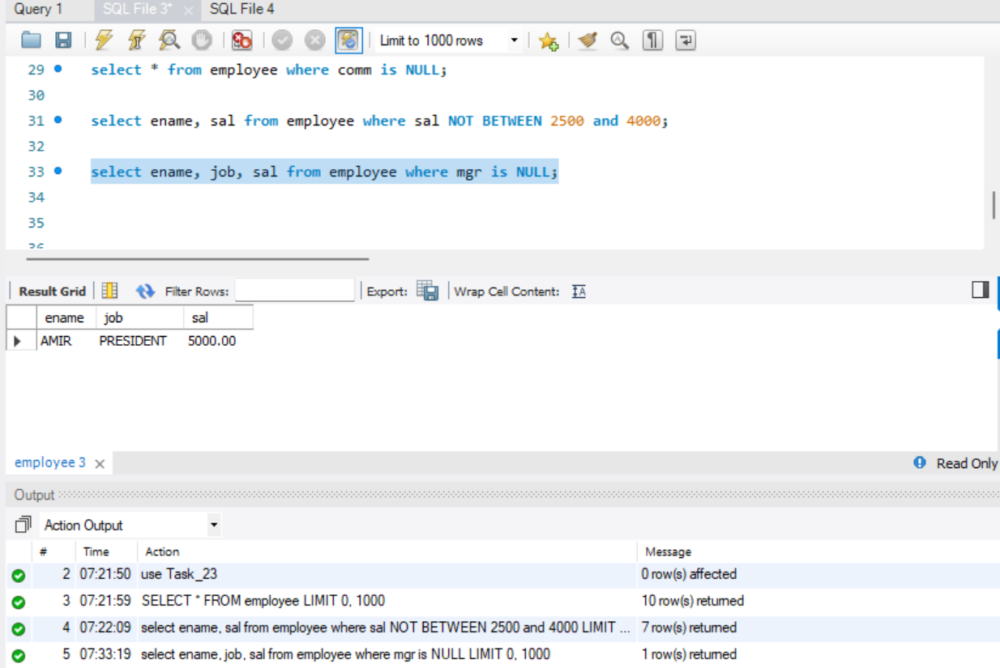 Query 1 SQL File 3* SQL File 4
Limit to 1000 rows
29 select * from employee where comm is NULL;
30
31 select ename, sal from employee where sal NOT BETWEEN 2500 and 4000;
32
33 select ename, job, sal from employee where mgr is NULL;
34
35
36
Result Grid Filter Rows: Export: Wrap Cell Content:
ename job sal
AMIR PRESIDENT 5000.00
employee 3 Read Only
Output
Action Output
# Time Action Message
2 07:21:50 use Task_23 0 row(s) affected
3 07:21:59 SELECT * FROM employee LIMIT 0, 1000 10 row(s) returned
4 07:22:09 select ename, sal from employee where sal NOT BETWEEN 2500 and 4000 LIMIT ... 7 row(s) returned
5 07:33:19 select ename, job, sal from employee where mgr is NULL LIMIT 0, 1000 1 row(s) returned